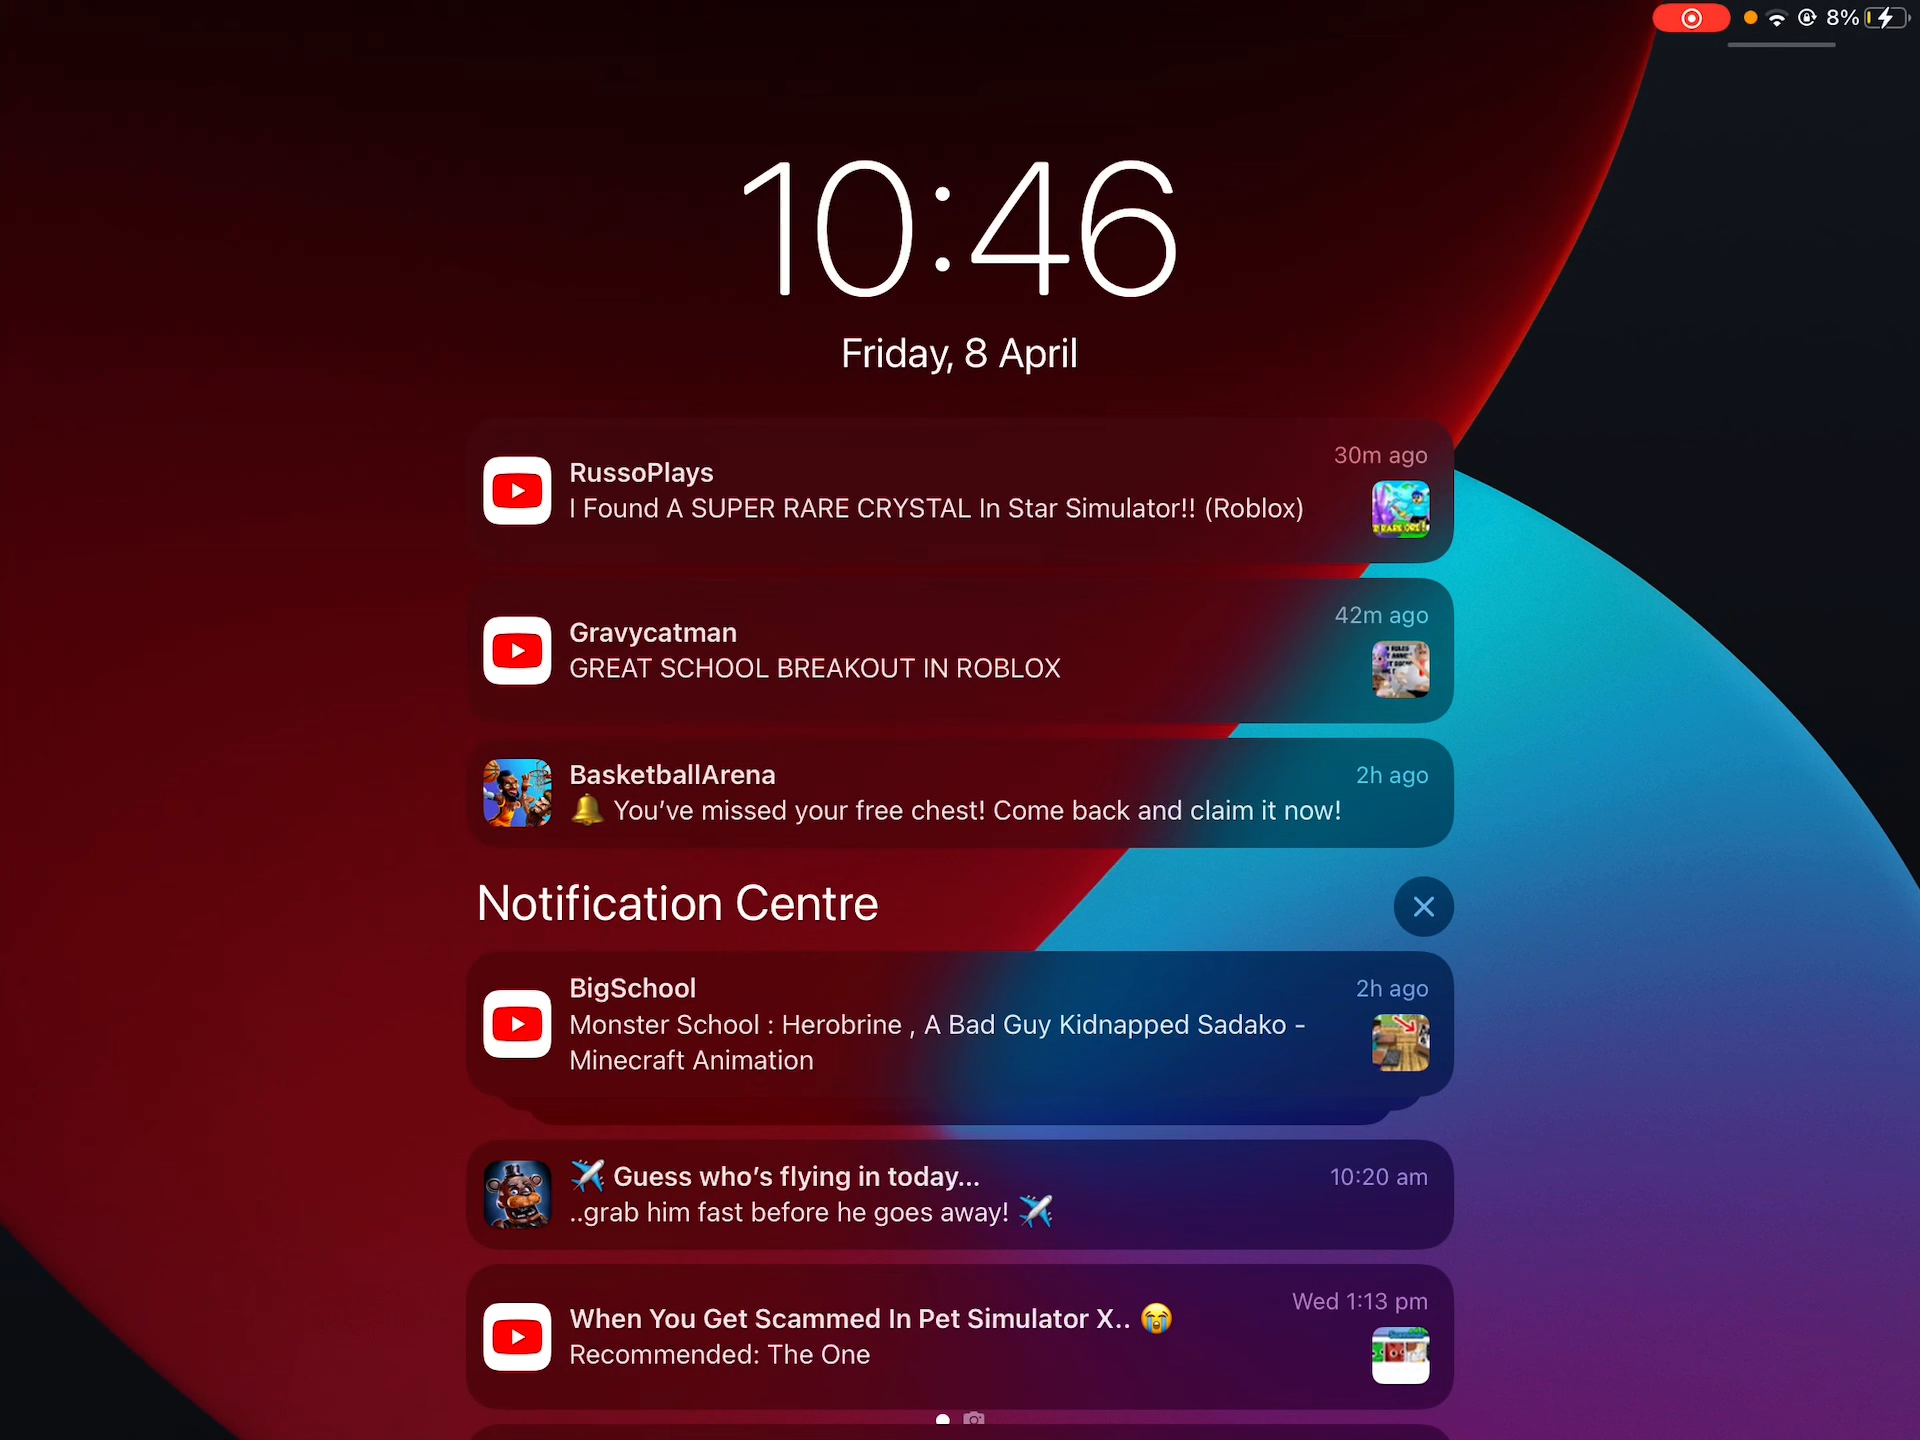 8%
10:46
Friday, 8 April
RussoPlays
30m ago
I Found A SUPER RARE CRYSTAL In Star Simulator!! (Roblox)
Gravycatman
42m ago
GREAT SCHOOL BREAKOUT IN ROBLOX
BasketballArena
2h ago
🔔 You’ve missed your free chest! Come back and claim it now!
Notification Centre
BigSchool
2h ago
Monster School : Herobrine , A Bad Guy Kidnapped Sadako -
Minecraft Animation
✈️ Guess who’s flying in today...
10:20 am
..grab him fast before he goes away! ✈️
When You Get Scammed In Pet Simulator X.. 😭
Wed 1:13 pm
Recommended: The One